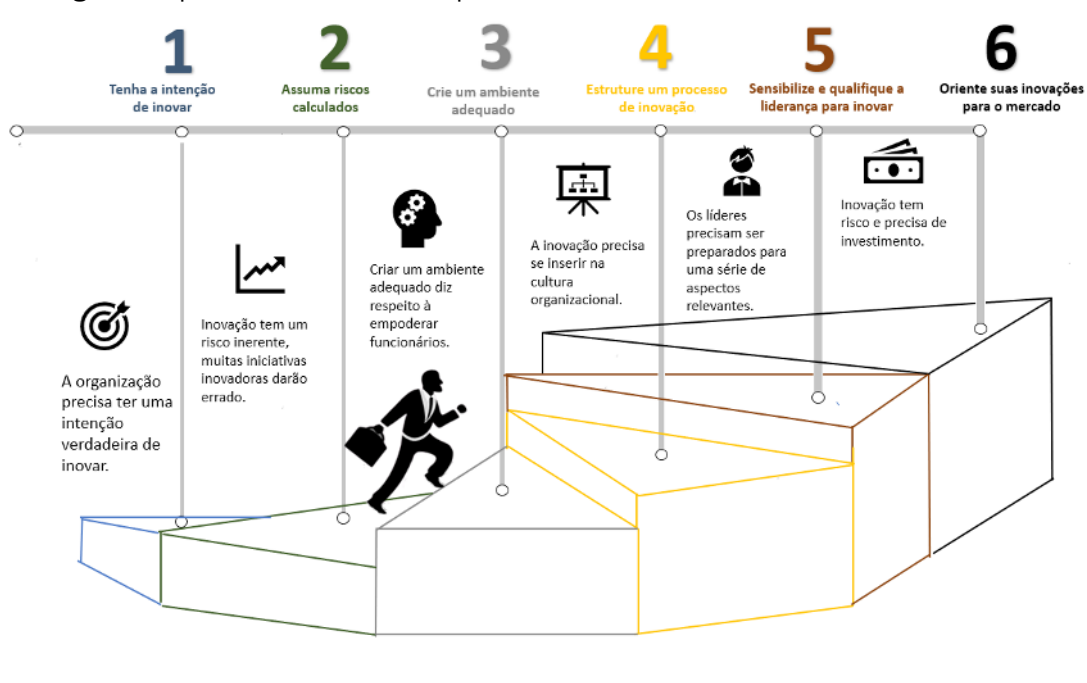 1
Tenha a intenção
de inovar
2
Assuma riscos
calculados
3
Crie um ambiente
adequado
4
Estruture um processo
de inovação
5
Sensibilize e qualifique a
liderança para inovar
6
Oriente suas inovações
para o mercado
A organização
precisa ter uma
intenção
verdadeira de
inovar.
Inovação tem um
risco inerente,
muitas iniciativas
inovadoras darão
errado.
Criar um ambiente
adequado diz
respeito à
empoderar
funcionários.
A inovação precisa
se inserir na
cultura
organizacional.
Os líderes
precisam ser
preparados para
uma série de
aspectos
relevantes.
Inovação tem
risco e precisa de
investimento.